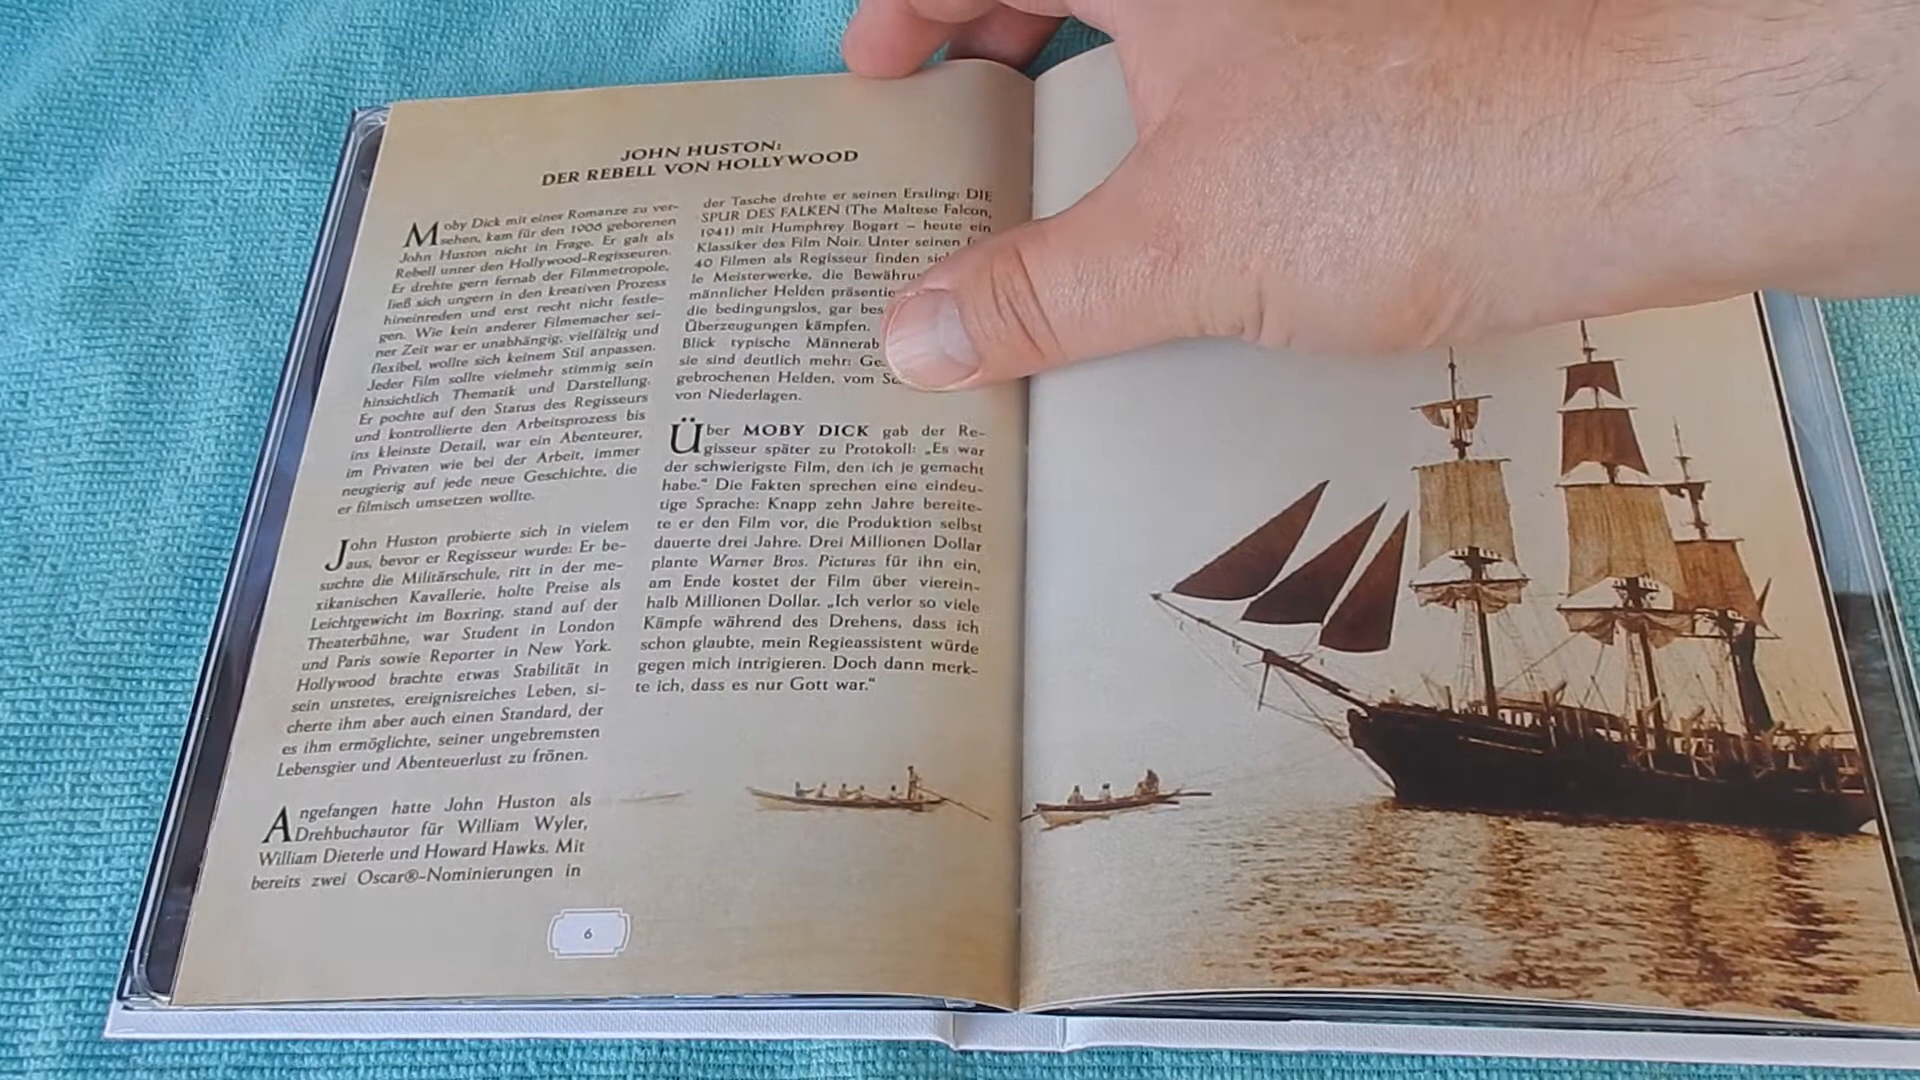 JOHN HUSTON:
DER REBELL VON HOLLYWOOD
Moby Dick mit einer Romanze zu ver-
sehen, kam für den 1906 geborenen
John Huston nicht in Frage. Er galt als
Rebell unter den Hollywood-Regisseuren.
Er drehte gern fernab der Filmmetropole,
ließ sich ungern in den kreativen Prozess
hineinreden und erst recht nicht festle-
gen. Wie kein anderer Filmemacher sei-
ner Zeit war er unabhängig, vielfältig und
flexibel, wollte sich keinem Stil anpassen.
Jeder Film sollte vielmehr stimmig sein
hinsichtlich Thematik und Darstellung.
Er pochte auf den Status des Regisseurs
und kontrollierte den Arbeitsprozess bis
ins kleinste Detail, war ein Abenteurer,
im Privaten wie bei der Arbeit, immer
neugierig auf jede neue Geschichte, die
er filmisch umsetzen wollte.
John Huston probierte sich in vielem
aus, bevor er Regisseur wurde: Er be-
suchte die Militärschule, ritt in der me-
xikanischen Kavallerie, holte Preise als
Leichtgewicht im Boxring, stand auf der
Theaterbühne, war Student in London
und Paris sowie Reporter in New York.
Hollywood brachte etwas Stabilität in
sein unstetes, ereignisreiches Leben, si-
cherte ihm aber auch einen Standard, der
es ihm ermöglichte, seiner ungebremsten
Lebensgier und Abenteuerlust zu frönen.
Angefangen hatte John Huston als
Drehbuchautor für William Wyler,
William Dieterle und Howard Hawks. Mit
bereits zwei Oscar®-Nominierungen in
der Tasche drehte er seinen Erstling: DIE
SPUR DES FALKEN (The Maltese Falcon,
1941) mit Humphrey Bogart – heute ein
Klassiker des Film Noir. Unter seinen
40 Filmen als Regisseur finden
le Meisterwerke, die
männlicher Helden
die bedingungslos, gar
Überzeugungen kämpfen.
Blick typische
sie sind deutlich mehr:
gebrochenen Helden, vom
von Niederlagen.
Über MOBY DICK gab der Re-
gisseur später zu Protokoll: „Es war
der schwierigste Film, den ich je gemacht
habe.“ Die Fakten sprechen eine eindeu-
tige Sprache: Knapp zehn Jahre bereite-
te er den Film vor, die Produktion selbst
dauerte drei Jahre. Drei Millionen Dollar
plante Warner Bros. Pictures für ihn ein,
am Ende kostet der Film über vierein-
halb Millionen Dollar. „Ich verlor so viele
Kämpfe während des Drehens, dass ich
schon glaubte, mein Regieassistent würde
gegen mich intrigieren. Doch dann merk-
te ich, dass es nur Gott war.“
6